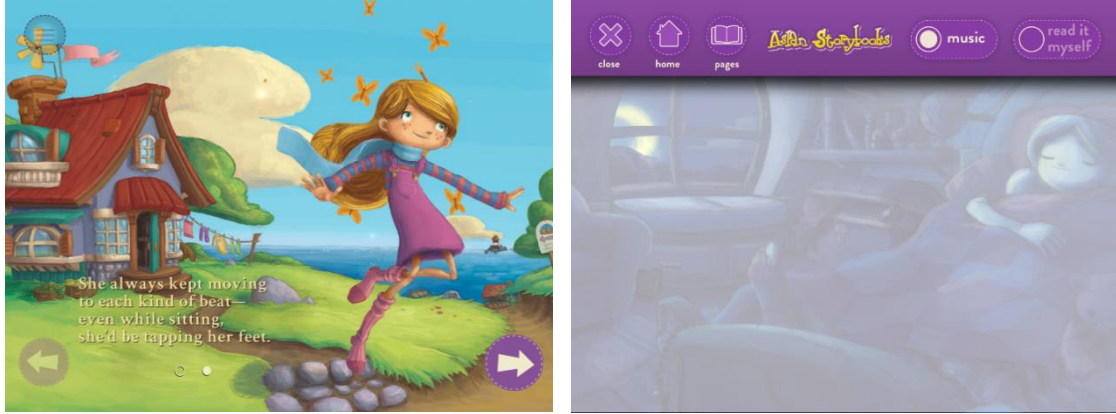 She always kept moving
to each kind of beat—
even while sitting,
she'd be tapping her feet.
close
home
pages
Aslan Storybooks
music
read it
myself